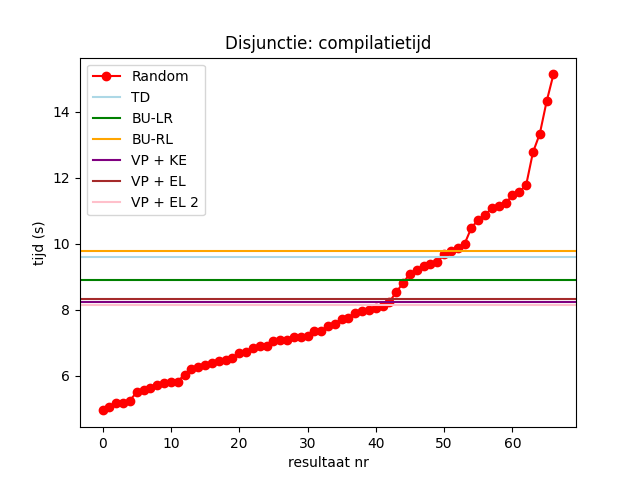 Disjunctie: compilatietijd
Random
TD
BU-LR
BU-RL
VP + KE
VP + EL
VP + EL 2
tijd (s)
14
12
10
8
6
0 10 20 30 40 50 60
resultaat nr